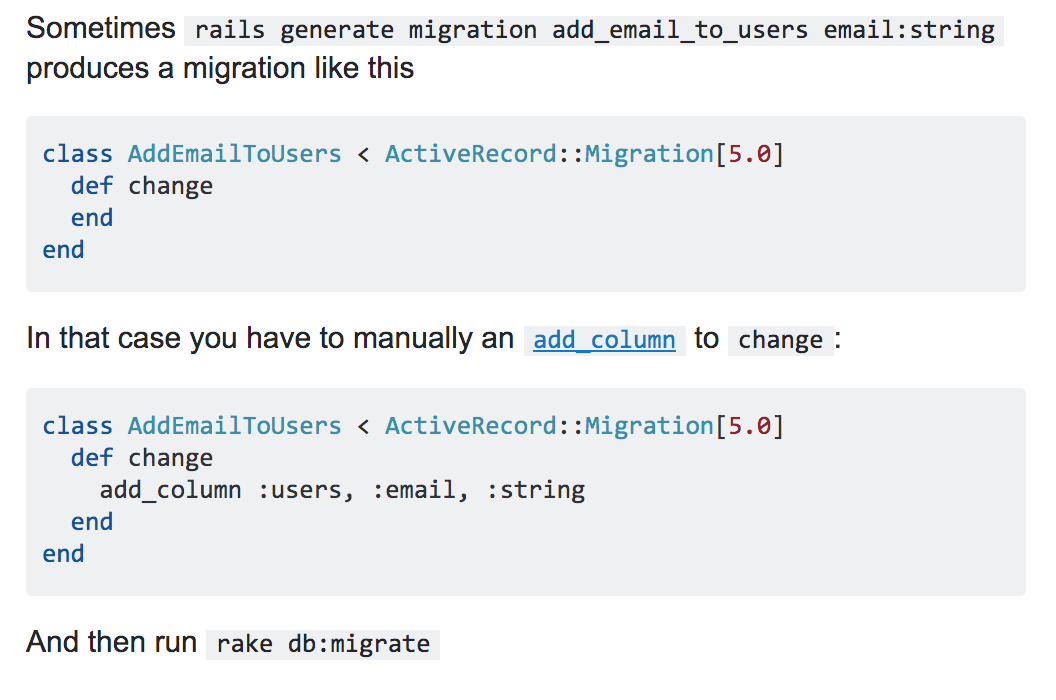 Sometimes rails generate migration add_email_to_users email:string
produces a migration like this
class AddEmailToUsers < ActiveRecord::Migration[5.0]
  def change
  end
end
In that case you have to manually an add_column to change:
class AddEmailToUsers < ActiveRecord::Migration[5.0]
  def change
    add_column :users, :email, :string
  end
end
And then run rake db:migrate